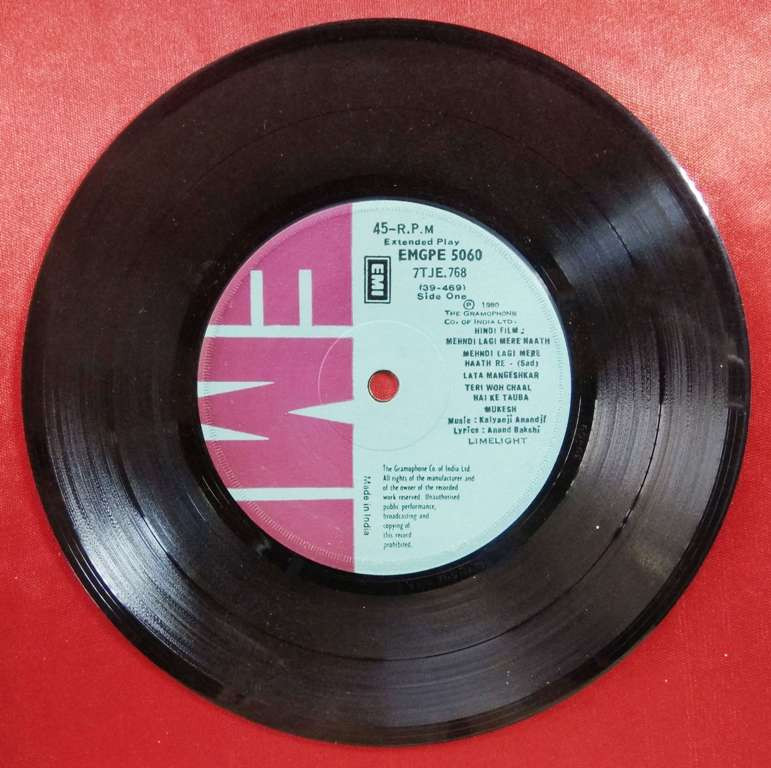 45-R.P.M
Extended Play
EMGPE 5060
7TJE.768
(39-469)
Side One
EMI
℗ 1980
THE GRAMOPHONE
CO. OF INDIA LTD.
HINDI FILM:
MEHNDI LAGI MERE HAATH
MEHNDI LAGI MERE
HAATH RE - (Sad)
LATA MANGESHKAR
TERI WOH CHAAL
HAI KE TAUBA
MUKESH
Music : Kalyanji Anandji
Lyrics : Anand Bakshi
LIMELIGHT
The Gramophone Co. of India Ltd.
All rights of the manufacturer and
of the owner of the recorded
work reserved. Unauthorised
public performance,
broadcasting and
copying of
this record
prohibited.
Made in India
EMI